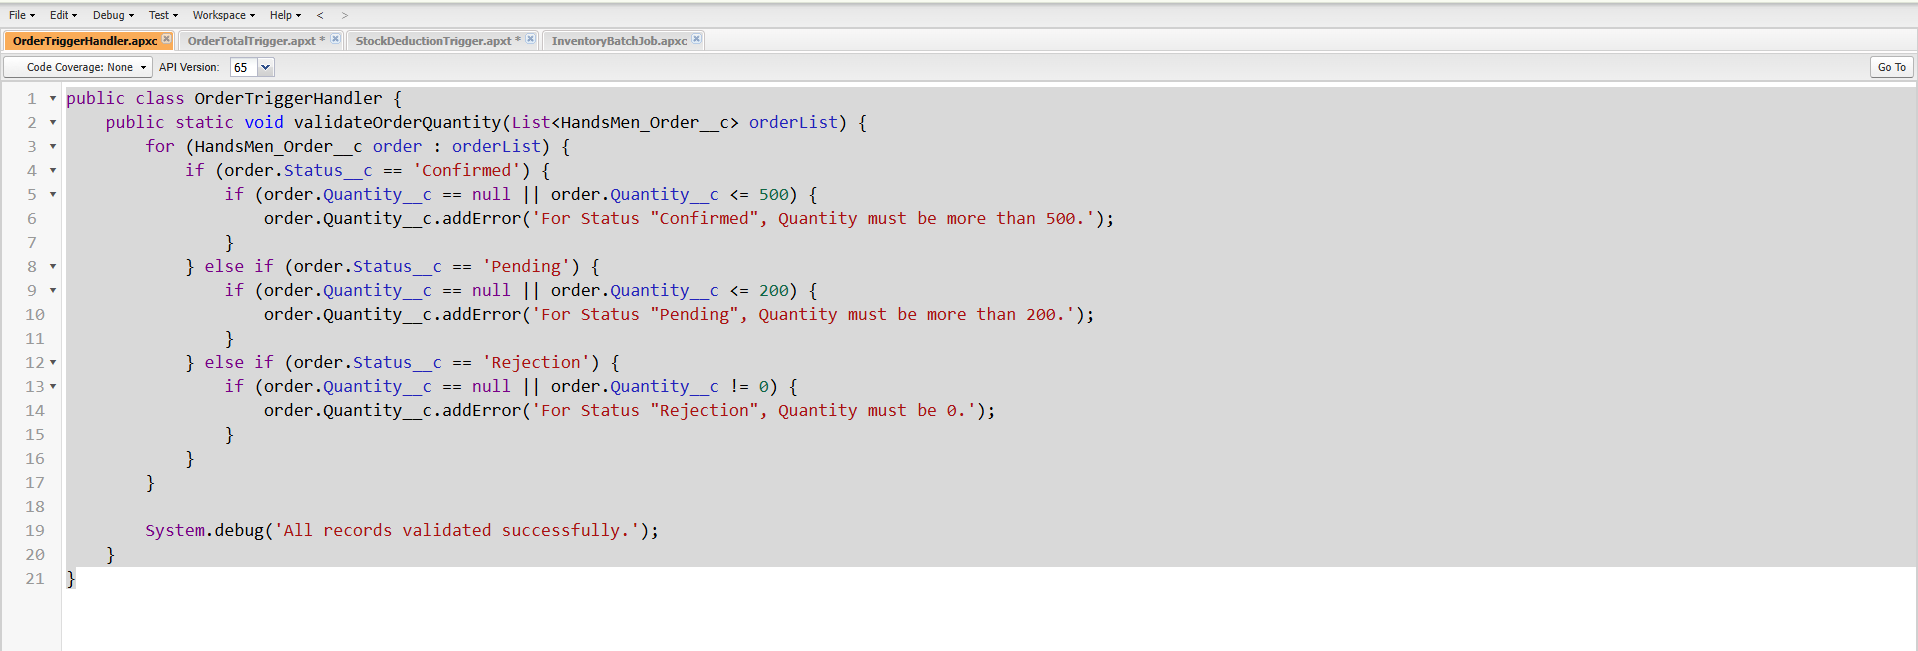 File Edit Debug Test Workspace Help < >
OrderTriggerHandler.apxc OrderTotalTrigger.apxt * StockDeductionTrigger.apxt * InventoryBatchJob.apxc
Code Coverage: None API Version: 65 Go To
1 public class OrderTriggerHandler {
2 public static void validateOrderQuantity(List<HandsMen_Order__c> orderList) {
3 for (HandsMen_Order__c order : orderList) {
4 if (order.Status__c == 'Confirmed') {
5 if (order.Quantity__c == null || order.Quantity__c <= 500) {
6 order.Quantity__c.addError('For Status "Confirmed", Quantity must be more than 500.');
7 }
8 } else if (order.Status__c == 'Pending') {
9 if (order.Quantity__c == null || order.Quantity__c <= 200) {
10 order.Quantity__c.addError('For Status "Pending", Quantity must be more than 200.');
11 }
12 } else if (order.Status__c == 'Rejection') {
13 if (order.Quantity__c == null || order.Quantity__c != 0) {
14 order.Quantity__c.addError('For Status "Rejection", Quantity must be 0.');
15 }
16 }
17 }
18
19 System.debug('All records validated successfully.');
20 }
21 }